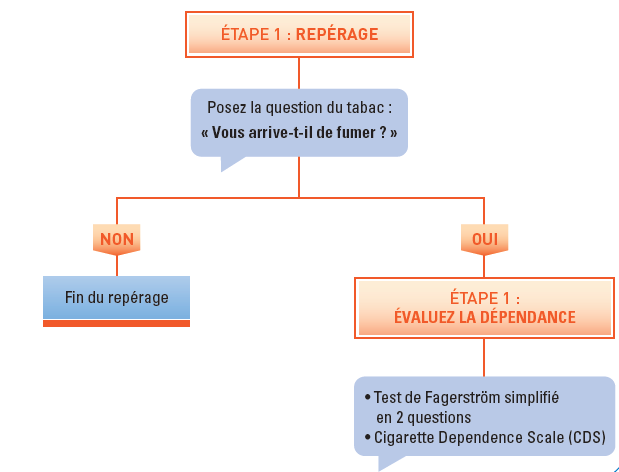 ÉTAPE 1 : REPÉRAGE
Posez la question du tabac :
« Vous arrive-t-il de fumer ? »
NON
OUI
Fin du repérage
ÉTAPE 1 :
ÉVALUEZ LA DÉPENDANCE
• Test de Fagerström simplifié
en 2 questions
• Cigarette Dependence Scale (CDS)